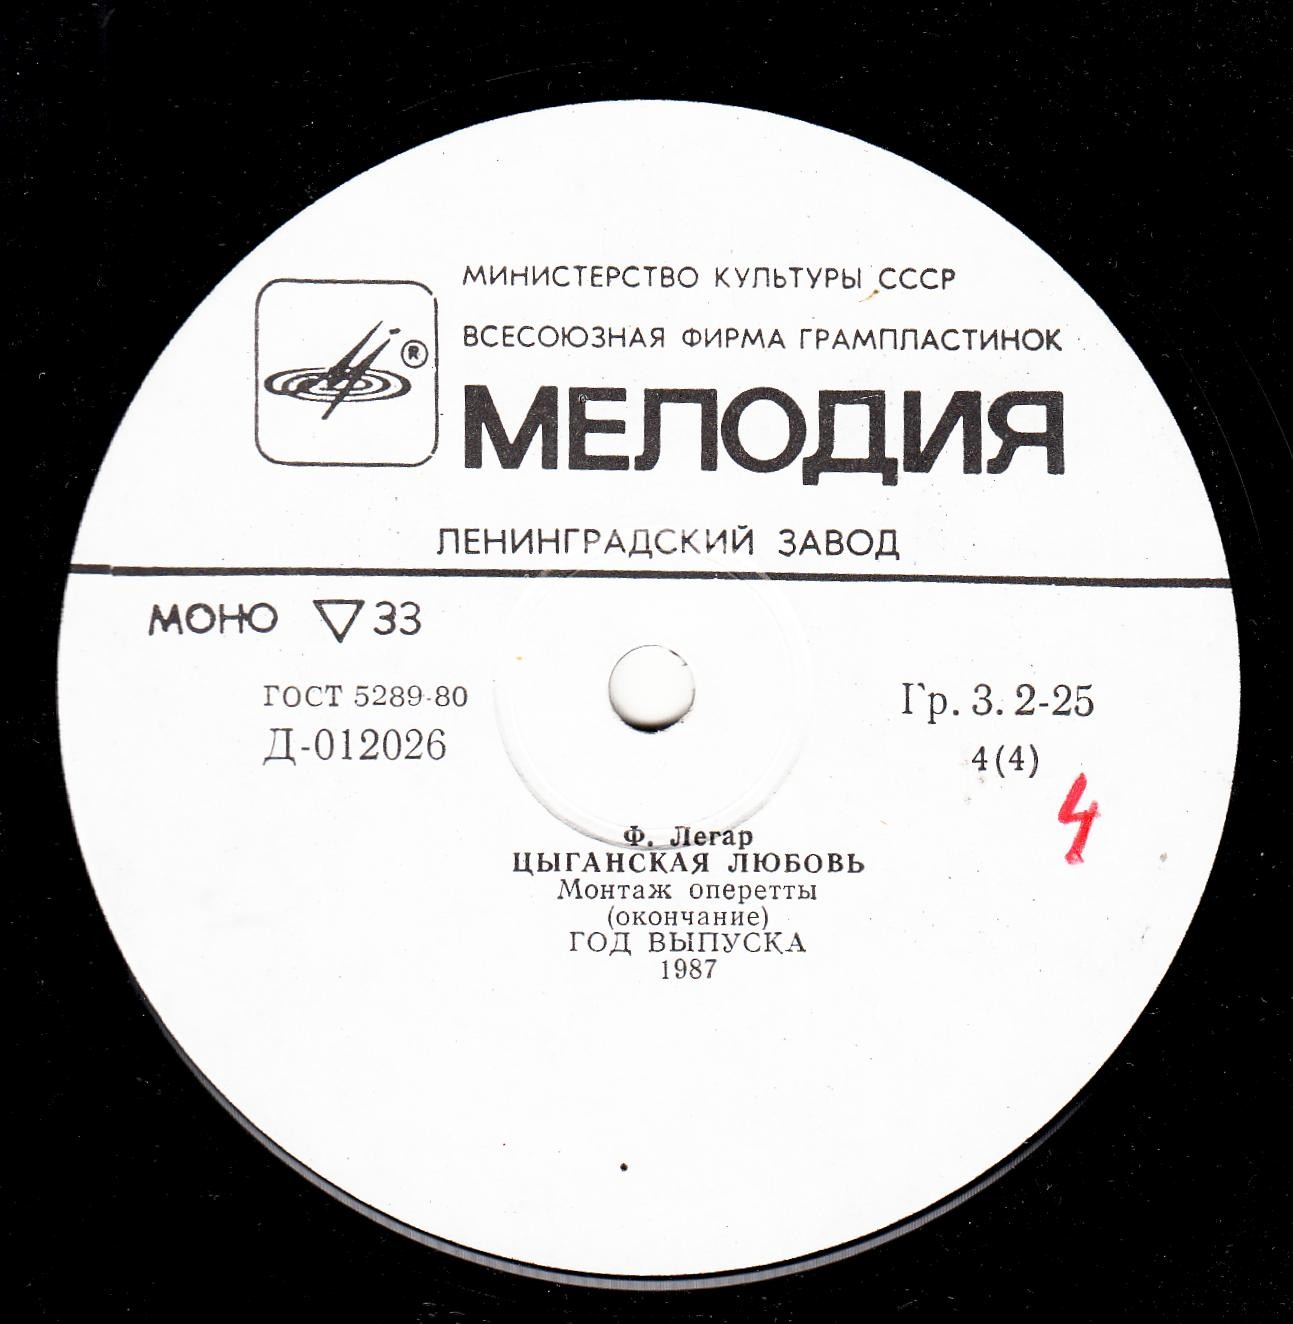 МИНИСТЕРСТВО КУЛЬТУРЫ СССР
ВСЕСОЮЗНАЯ ФИРМА ГРАМПЛАСТИНОК
®
МЕЛОДИЯ
ЛЕНИНГРАДСКИЙ ЗАВОД
МОНО ▽33
ГОСТ 5289-80
Гр. 3. 2-25
Д-012026
4(4)
4
Ф. Легар
ЦЫГАНСКАЯ ЛЮБОВЬ
Монтаж оперетты
(окончание)
ГОД ВЫПУСКА
1987